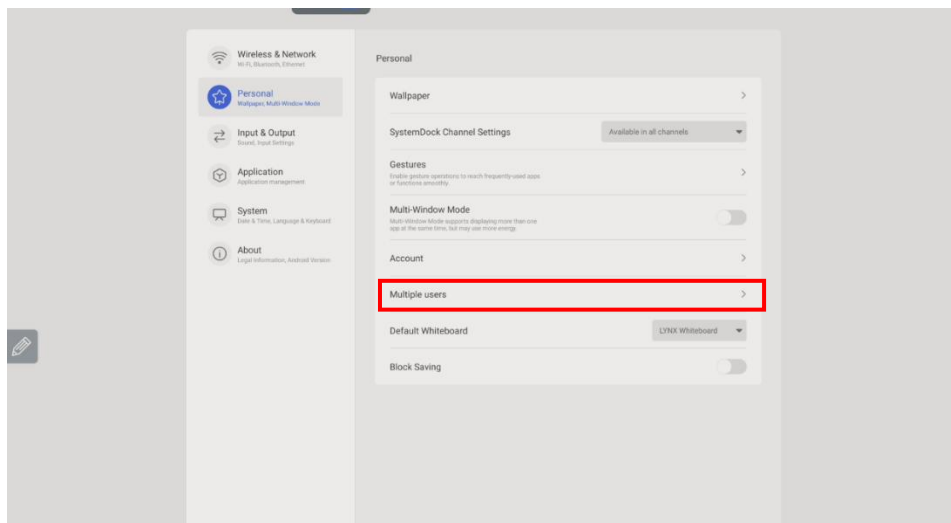 Wireless & Network
Wi-Fi, Bluetooth, Ethernet
Personal
Wallpaper, Multi-Window Mode
Input & Output
Sound, Input Settings
Application
Application management
System
Date & Time, Language & Keyboard
About
Legal Information, Android Version
Personal
Wallpaper
SystemDock Channel Settings
Available in all channels
Gestures
Enable gesture operations to reach frequently used apps
or functions smoothly.
Multi-Window Mode
Multi-Window Mode supports displaying more than one
app at the same time, but may use more energy.
Account
Multiple users
Default Whiteboard
LYNX Whiteboard
Block Saving